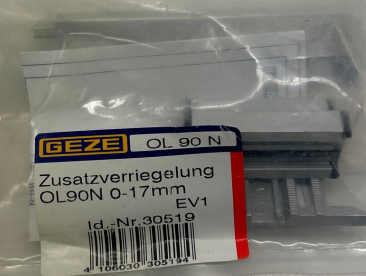 GEZE OL 90 N
Zusatzverriegelung
OL90N 0-17mm
EV1
Id.-Nr.30519
4 106030 305194